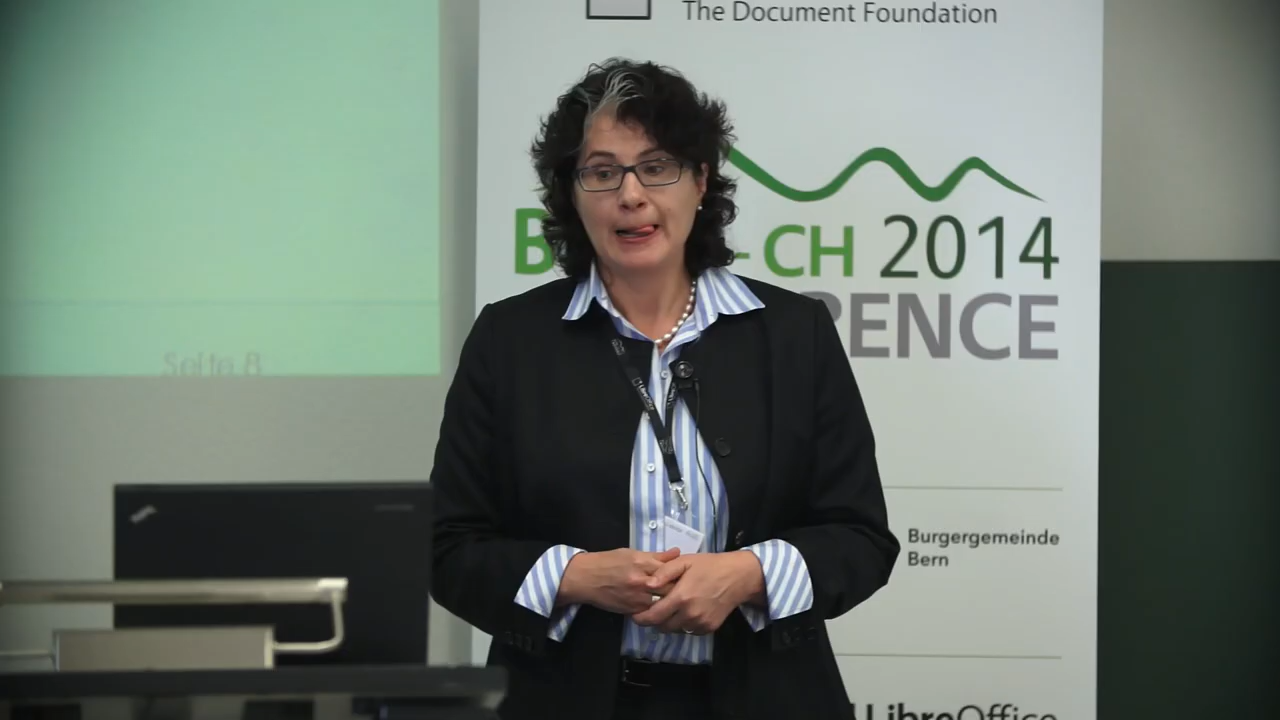 The Document Foundation
B -CH 2014
RENCE
Seite 8
Burgergemeinde
Bern
LibreOffice